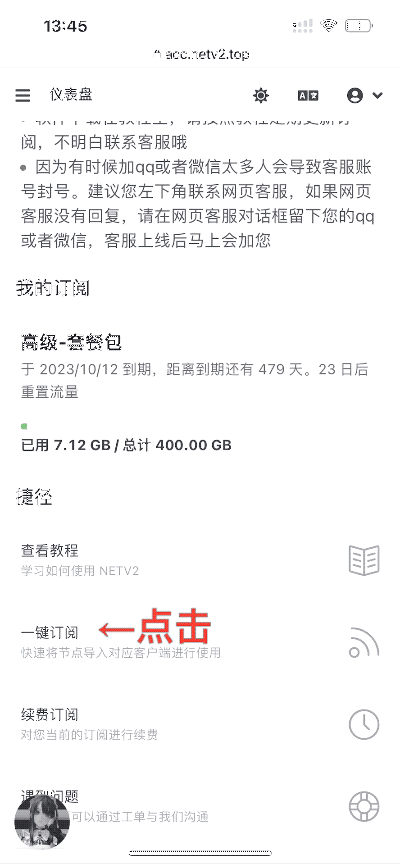 13:45
acc.netv2.top
仪表盘
阅，不明白联系客服哦
• 因为有时候加qq或者微信太多人会导致客服账
号封号。建议您左下角联系网页客服，如果网页
客服没有回复，请在网页客服对话框留下您的qq
或者微信，客服上线后马上会加您
我的订阅
高级-套餐包
于 2023/10/12 到期，距离到期还有 479 天。23 日后
重置流量
已用 7.12 GB / 总计 400.00 GB
捷径
查看教程
学习如何使用 NETV2
一键订阅
←点击
快速将节点导入对应客户端进行使用
续费订阅
对您当前的订阅进行续费
遇到问题
可以通过工单与我们沟通